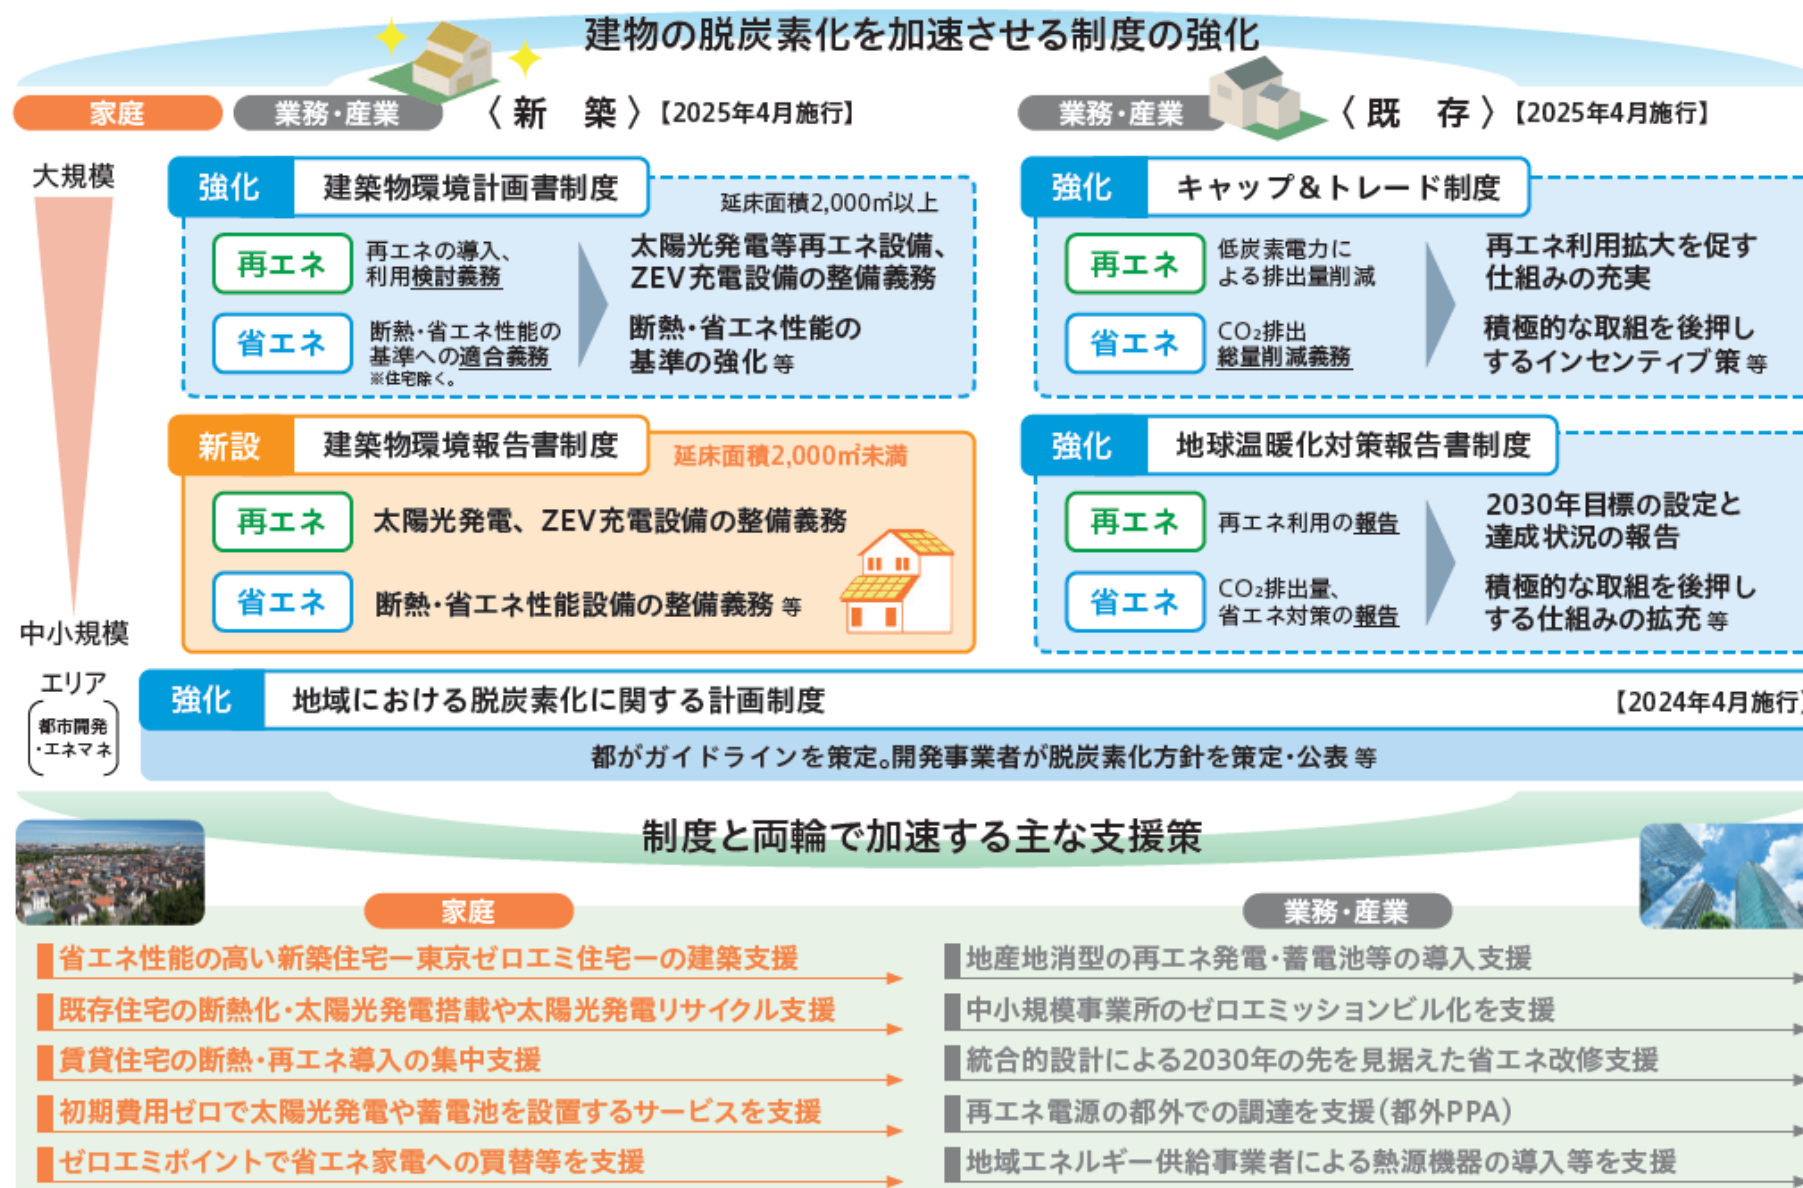 建物の脱炭素化を加速させる制度の強化
家庭
業務・産業
〈新 築〉【2025年4月施行】
業務・産業
〈既 存〉【2025年4月施行】
大規模
中小規模
強化
建築物環境計画書制度
延床面積2,000㎡以上
再エネ
再エネの導入、
利用検討義務
太陽光発電等再エネ設備、
ZEV充電設備の整備義務
省エネ
断熱・省エネ性能の
基準への適合義務
※住宅除く。
断熱・省エネ性能の
基準の強化 等
強化
キャップ＆トレード制度
再エネ
低炭素電力に
よる排出量削減
再エネ利用拡大を促す
仕組みの充実
省エネ
CO₂排出
総量削減義務
積極的な取組を後押し
するインセンティブ策 等
新設
建築物環境報告書制度
延床面積2,000㎡未満
再エネ
太陽光発電、ZEV充電設備の整備義務
省エネ
断熱・省エネ性能設備の整備義務 等
強化
地球温暖化対策報告書制度
再エネ
再エネ利用の報告
2030年目標の設定と
達成状況の報告
省エネ
CO₂排出量、
省エネ対策の報告
積極的な取組を後押し
する仕組みの拡充 等
エリア
都市開発
・エネマネ
強化
地域における脱炭素化に関する計画制度
【2024年4月施行】
都がガイドラインを策定。開発事業者が脱炭素化方針を策定・公表 等
制度と両輪で加速する主な支援策
家庭
省エネ性能の高い新築住宅ー東京ゼロエミ住宅ーの建築支援
既存住宅の断熱化・太陽光発電搭載や太陽光発電リサイクル支援
賃貸住宅の断熱・再エネ導入の集中支援
初期費用ゼロで太陽光発電や蓄電池を設置するサービスを支援
ゼロエミポイントで省エネ家電への買替等を支援
業務・産業
地産地消型の再エネ発電・蓄電池等の導入支援
中小規模事業所のゼロエミッションビル化を支援
統合的設計による2030年の先を見据えた省エネ改修支援
再エネ電源の都外での調達を支援（都外PPA）
地域エネルギー供給事業者による熱源機器の導入等を支援